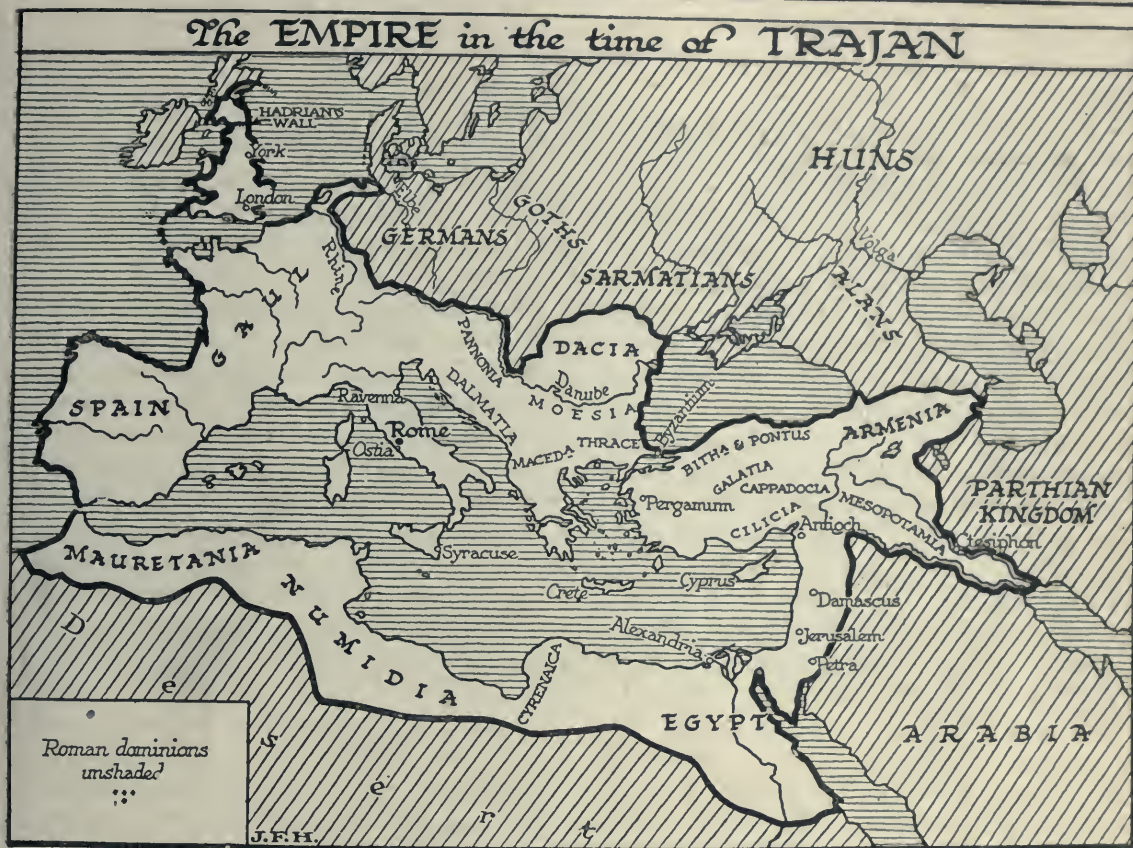 The EMPIRE in the time of TRAJAN
HADRIAN'S
WALL
York
London
Elbe
GERMANS
GOTHS
HUNS
SARMATIANS
Volga
ALANS
Rhine
GAUL
PANNONIA
DACIA
Danube
MOESIA
DALMATIA
Ravenna
Rome
Ostia
SPAIN
MACEDA
THRACE
Byzantium
BITHA & PONTUS
ARMENIA
GALATIA
CAPPADOCIA
Pergamum
CILICIA
Antioch
MESOPOTAMIA
Ctesiphon
PARTHIAN
KINGDOM
MAURETANIA
NUMIDIA
Syracuse
Crete
Cyprus
Damascus
Jerusalem
Petra
Alexandria
CYRENAICA
EGYPT
ARABIA
Desert
Roman dominions
unshaded
J.F.H.